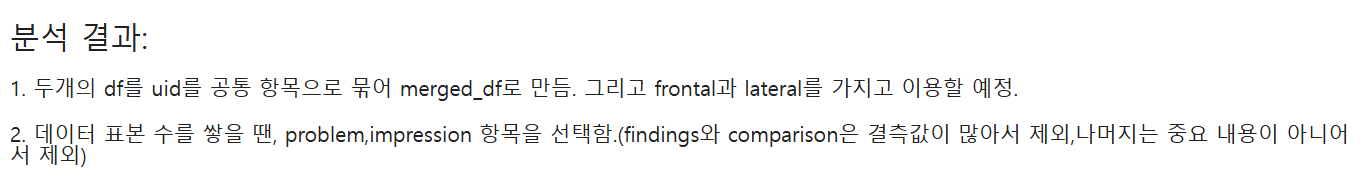 분석 결과:
1. 두개의 df를 uid를 공통 항목으로 묶어 merged_df로 만듬. 그리고 frontal과 lateral를 가지고 이용할 예정.
2. 데이터 표본 수를 쌓을 땐, problem,impression 항목을 선택함.(findings와 comparison은 결측값이 많아서 제외,나머지는 중요 내용이 아니어
서 제외)